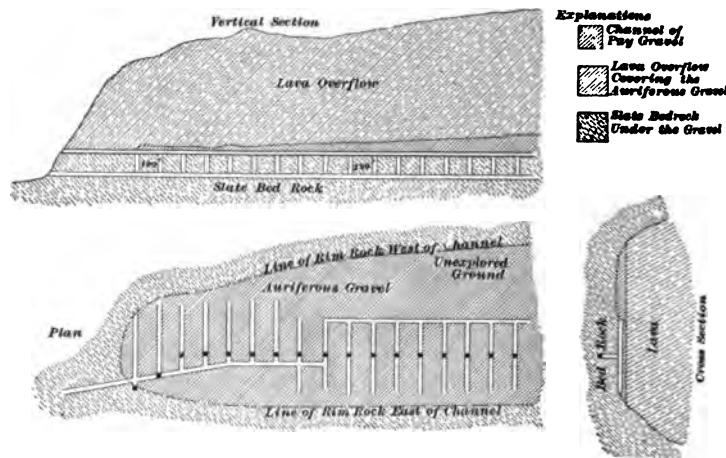 Vertical Section
Lava Overflow
100
250
Slate Bed Rock
Explanations
Channel of
Pay Gravel
Lava Overflow
Covering the
Auriferous Gravel
Slate Bedrock
Under the Gravel
Line of Rim Rock West of Channel
Unexplored
Ground
Auriferous Gravel
Plan
Line of Rim Rock East of Channel
Bed Rock
Lava
Cross Section